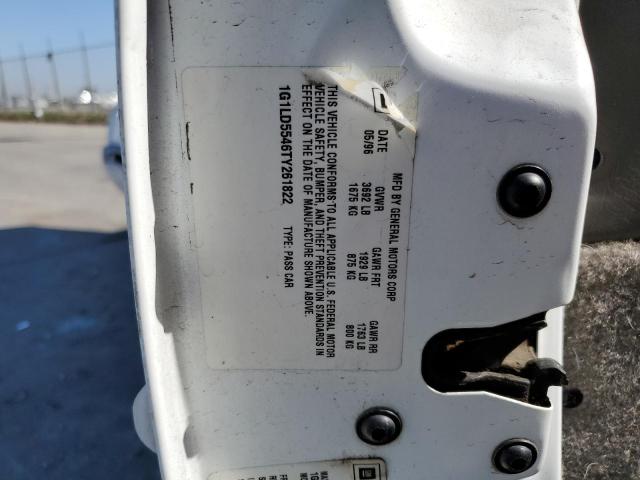 MFD BY GENERAL MOTORS CORP
DATE GVWR GAWR FRT GAWR RR
05/96 3692 LB 1929 LB 1763 LB
1675 KG 875 KG 800 KG
THIS VEHICLE CONFORMS TO ALL APPLICABLE U.S. FEDERAL MOTOR
VEHICLE SAFETY, BUMPER, AND THEFT PREVENTION STANDARDS IN
EFFECT ON THE DATE OF MANUFACTURE SHOWN ABOVE.
1G1LD5546TY261822 TYPE: PASS CAR
GM